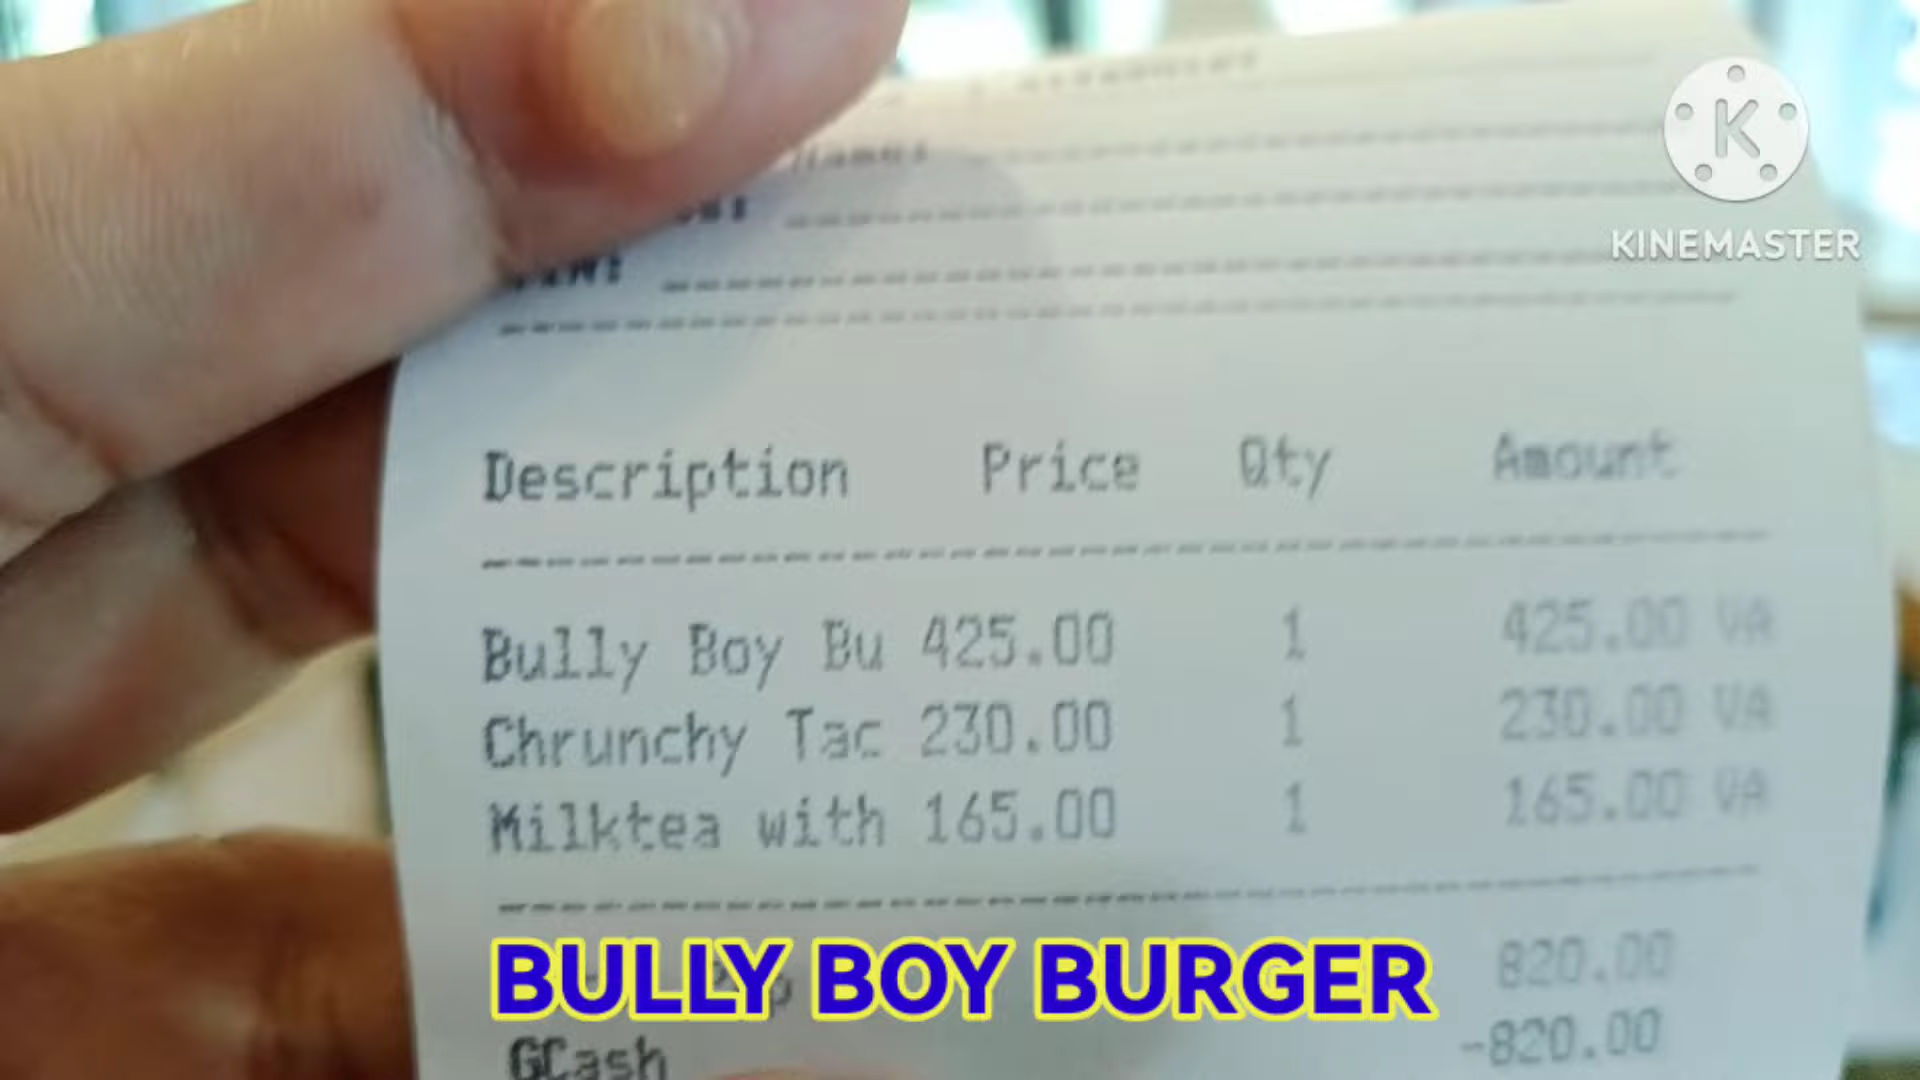 K
KINEMASTER
Description Price Qty Amount
Bully Boy Bu 425.00 1 425.00 VA
Chrunchy Tac 230.00 1 230.00 VA
Milktea with 165.00 1 165.00 VA
820.00
BULLY BOY BURGER
GCash -820.00